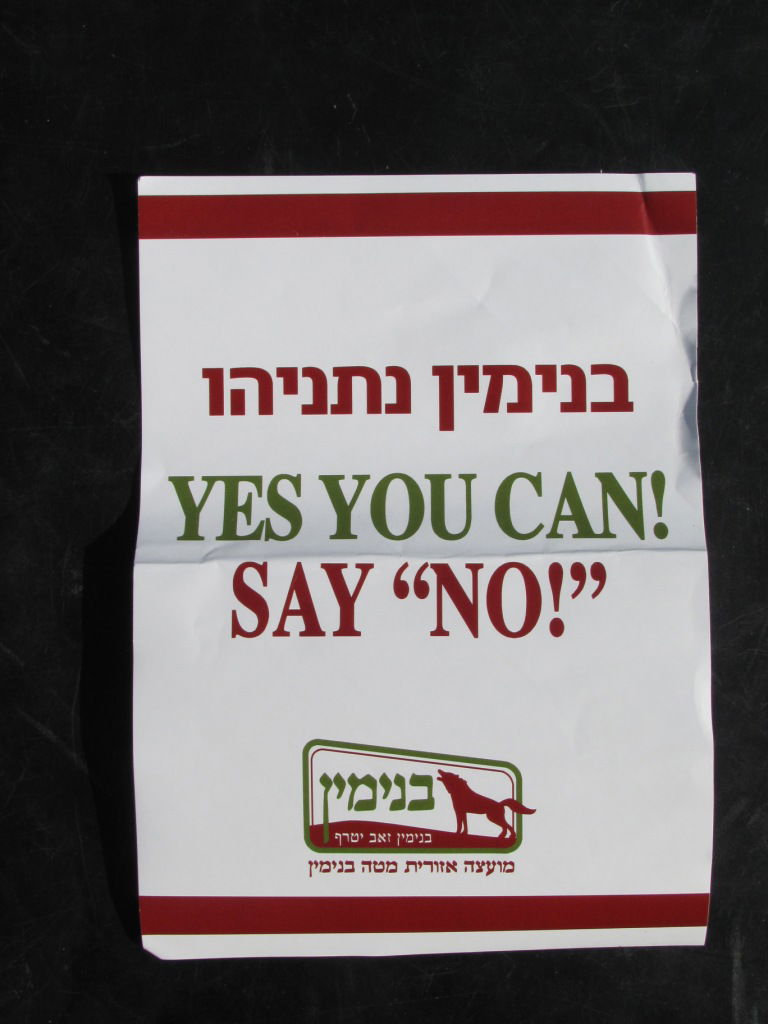 בנימין נתניהו
YES YOU CAN!
SAY “NO!”
בנימין
בנימין זאב יטרף
מועצה אזורית מטה בנימין